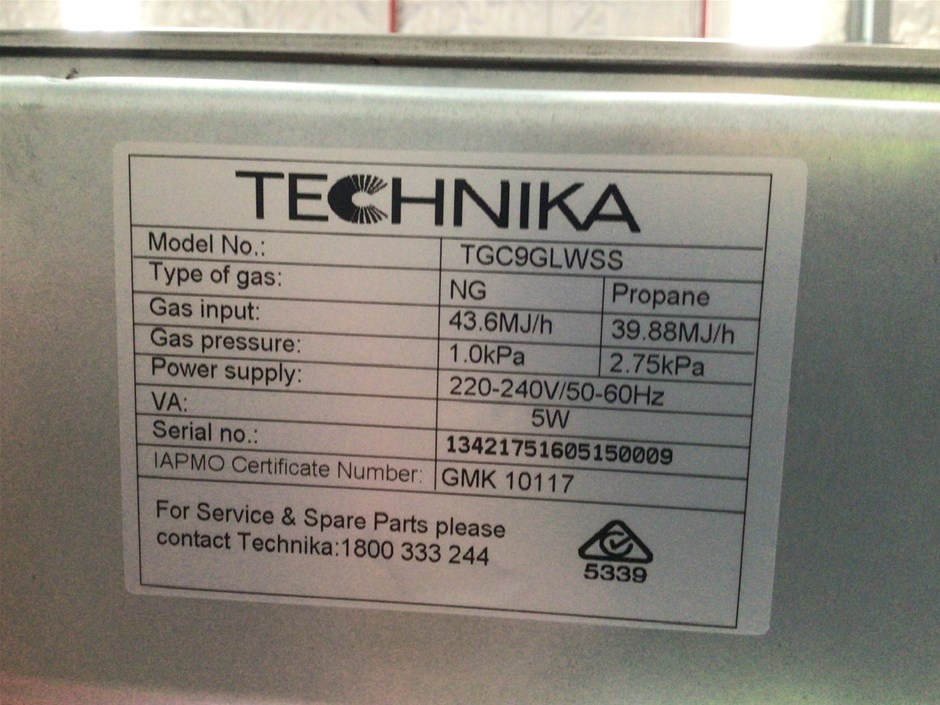 TECHNIKA
Model No.: TGC9GLWSS
Type of gas: NG Propane
Gas input: 43.6MJ/h 39.88MJ/h
Gas pressure: 1.0kPa 2.75kPa
Power supply: 220-240V/50-60Hz
VA: 5W
Serial no.: 13421751605150009
IAPMO Certificate Number: GMK 10117
For Service & Spare Parts please
contact Technika:1800 333 244
5339